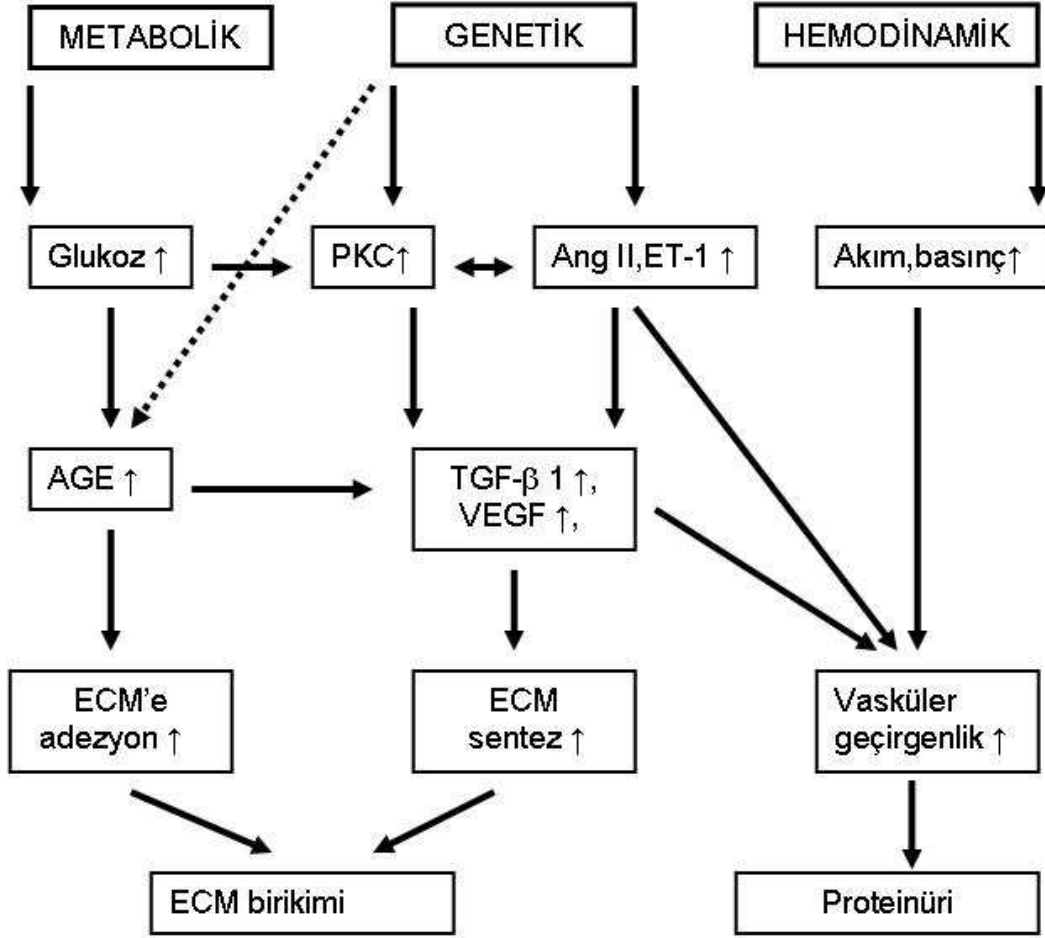 METABOLİK
GENETİK
HEMODİNAMİK
Glukoz ↑
PKC↑
Ang II,ET-1 ↑
Akım,basınç↑
AGE ↑
TGF-β 1 ↑,
VEGF ↑,
ECM'e
adezyon ↑
ECM
sentez ↑
Vasküler
geçirgenlik ↑
ECM birikimi
Proteinüri